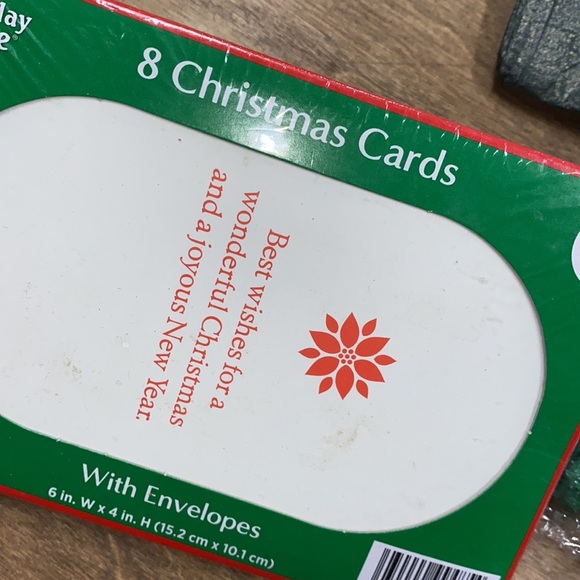 8 Christmas Cards
Best wishes for a
wonderful Christmas
and a joyous New Year.
With Envelopes
6 in. W x 4 in. H (15.2 cm x 10.1 cm)